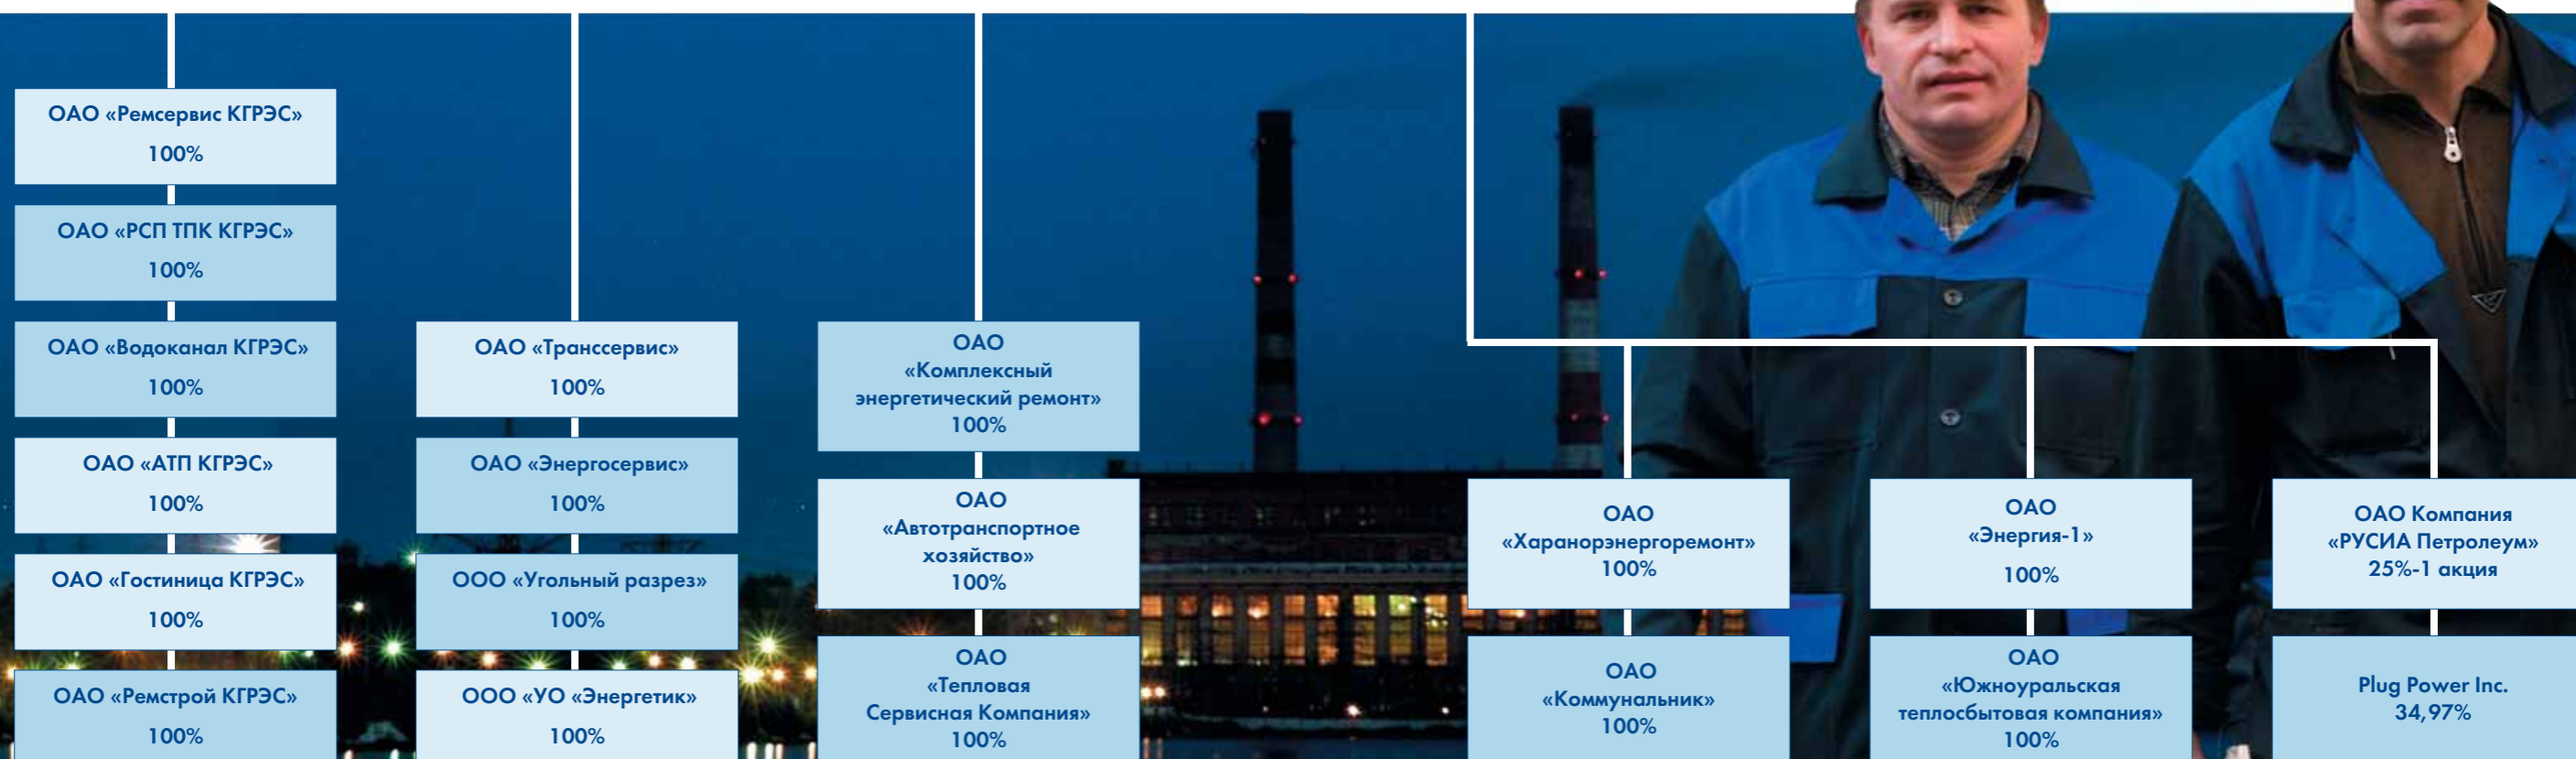 ОАО «Ремсервис КГРЭС»
100%
ОАО «РСП ТПК КГРЭС»
100%
ОАО «Водоканал КГРЭС»
100%
ОАО «АТП КГРЭС»
100%
ОАО «Гостиница КГРЭС»
100%
ОАО «Ремстрой КГРЭС»
100%
ОАО «Транссервис»
100%
ОАО «Энергосервис»
100%
ООО «Угольный разрез»
100%
ООО «УО «Энергетик»
100%
ОАО
«Комплексный
энергетический ремонт»
100%
ОАО
«Автотранспортное
хозяйство»
100%
ОАО
«Тепловая
Сервисная Компания»
100%
ОАО
«Харанорэнергоремонт»
100%
ОАО
«Коммунальник»
100%
ОАО
«Энергия-1»
100%
ОАО
«Южноуральская
теплосбытовая компания»
100%
ОАО Компания
«РУСИА Петролеум»
25%-1 акция
Plug Power Inc.
34,97%